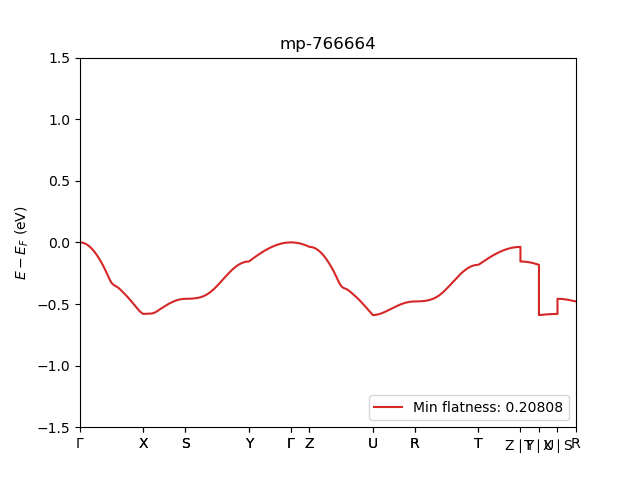 mp-766664
1.5
1.0
0.5
0.0
−0.5
−1.0
−1.5
E − E_F (eV)
Min flatness: 0.20808
Γ X S Y Γ Z U R T Z|T Y|X U|S R